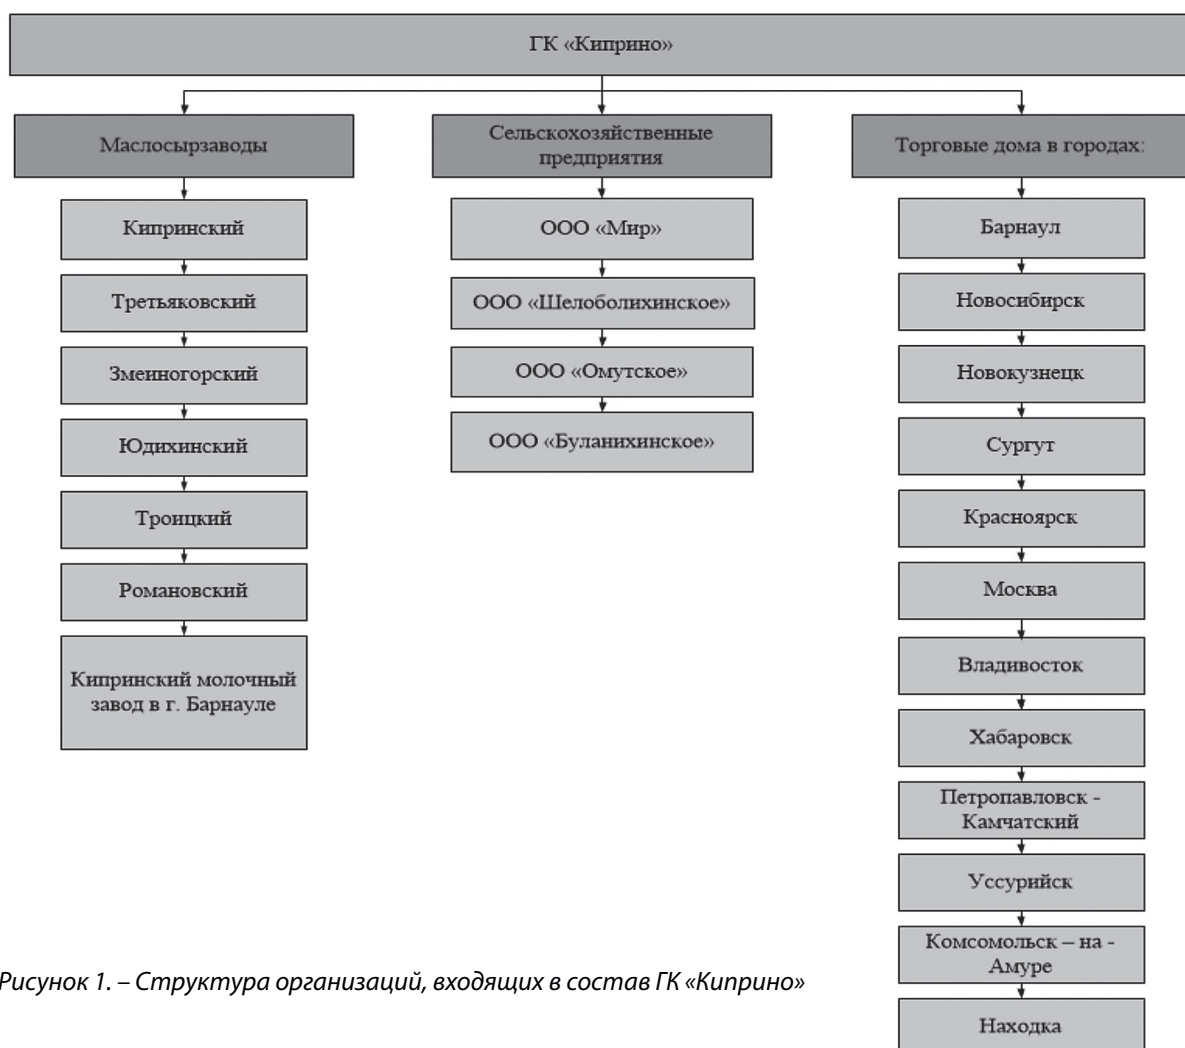 ГК «Киприно»
Маслосырзаводы
Кипринский
Третьяковский
Змеиногорский
Юдихинский
Троицкий
Романовский
Кипринский молочный
завод в г. Барнауле
Сельскохозяйственные
предприятия
ООО «Мир»
ООО «Шелоболихинское»
ООО «Омутское»
ООО «Буланихинское»
Торговые дома в городах:
Барнаул
Новосибирск
Новокузнецк
Сургут
Красноярск
Москва
Владивосток
Хабаровск
Петропавловск -
Камчатский
Уссурийск
Комсомольск – на -
Амуре
Находка
Рисунок 1. – Структура организаций, входящих в состав ГК «Киприно»